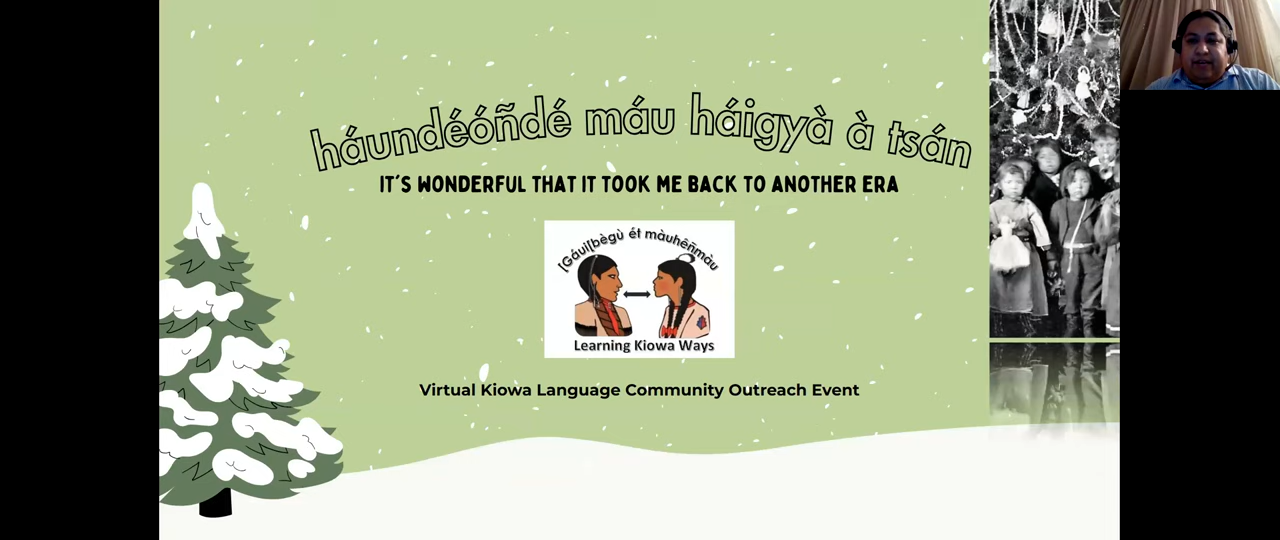 háundéóñdé máu háigyà à tsán
IT'S WONDERFUL THAT IT TOOK ME BACK TO ANOTHER ERA
[Gáui[bègù ét màuhêñmàu
Learning Kiowa Ways
Virtual Kiowa Language Community Outreach Event